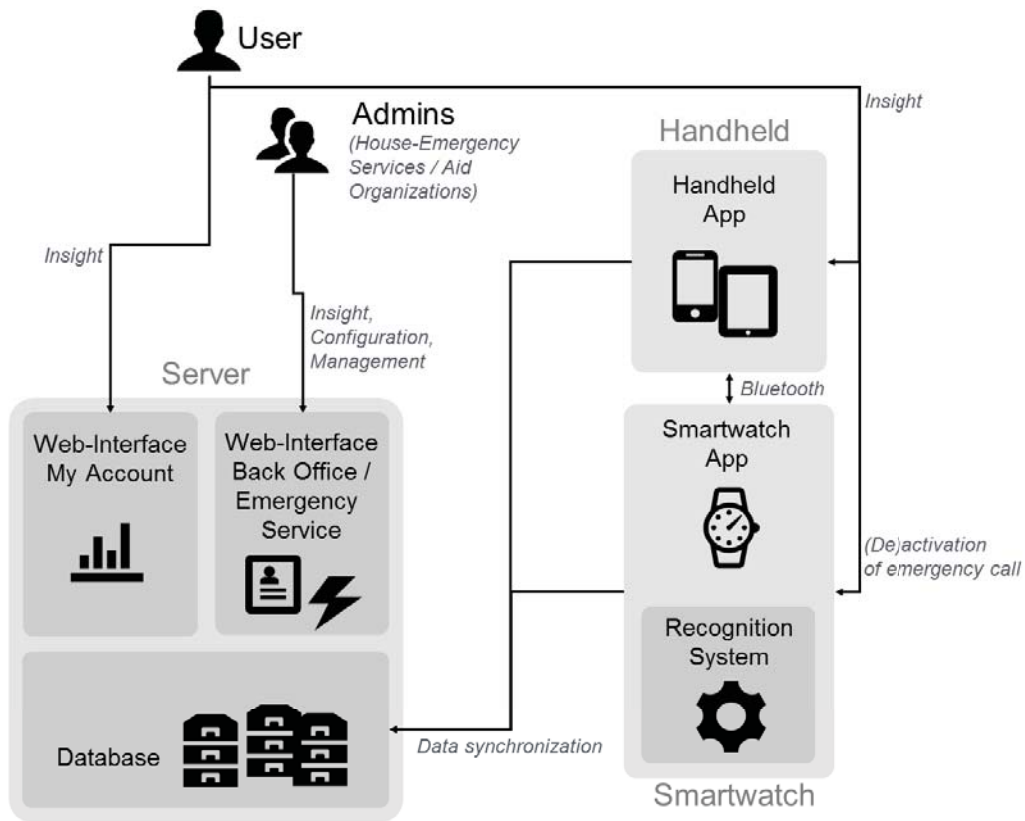 User
Admins
(House-Emergency
Services / Aid
Organizations)
Insight
Handheld
Handheld
App
Insight
Insight,
Configuration,
Management
Bluetooth
Server
Web-Interface
My Account
Web-Interface
Back Office /
Emergency
Service
Smartwatch
App
(De)activation
of emergency call
Recognition
System
Database
Data synchronization
Smartwatch